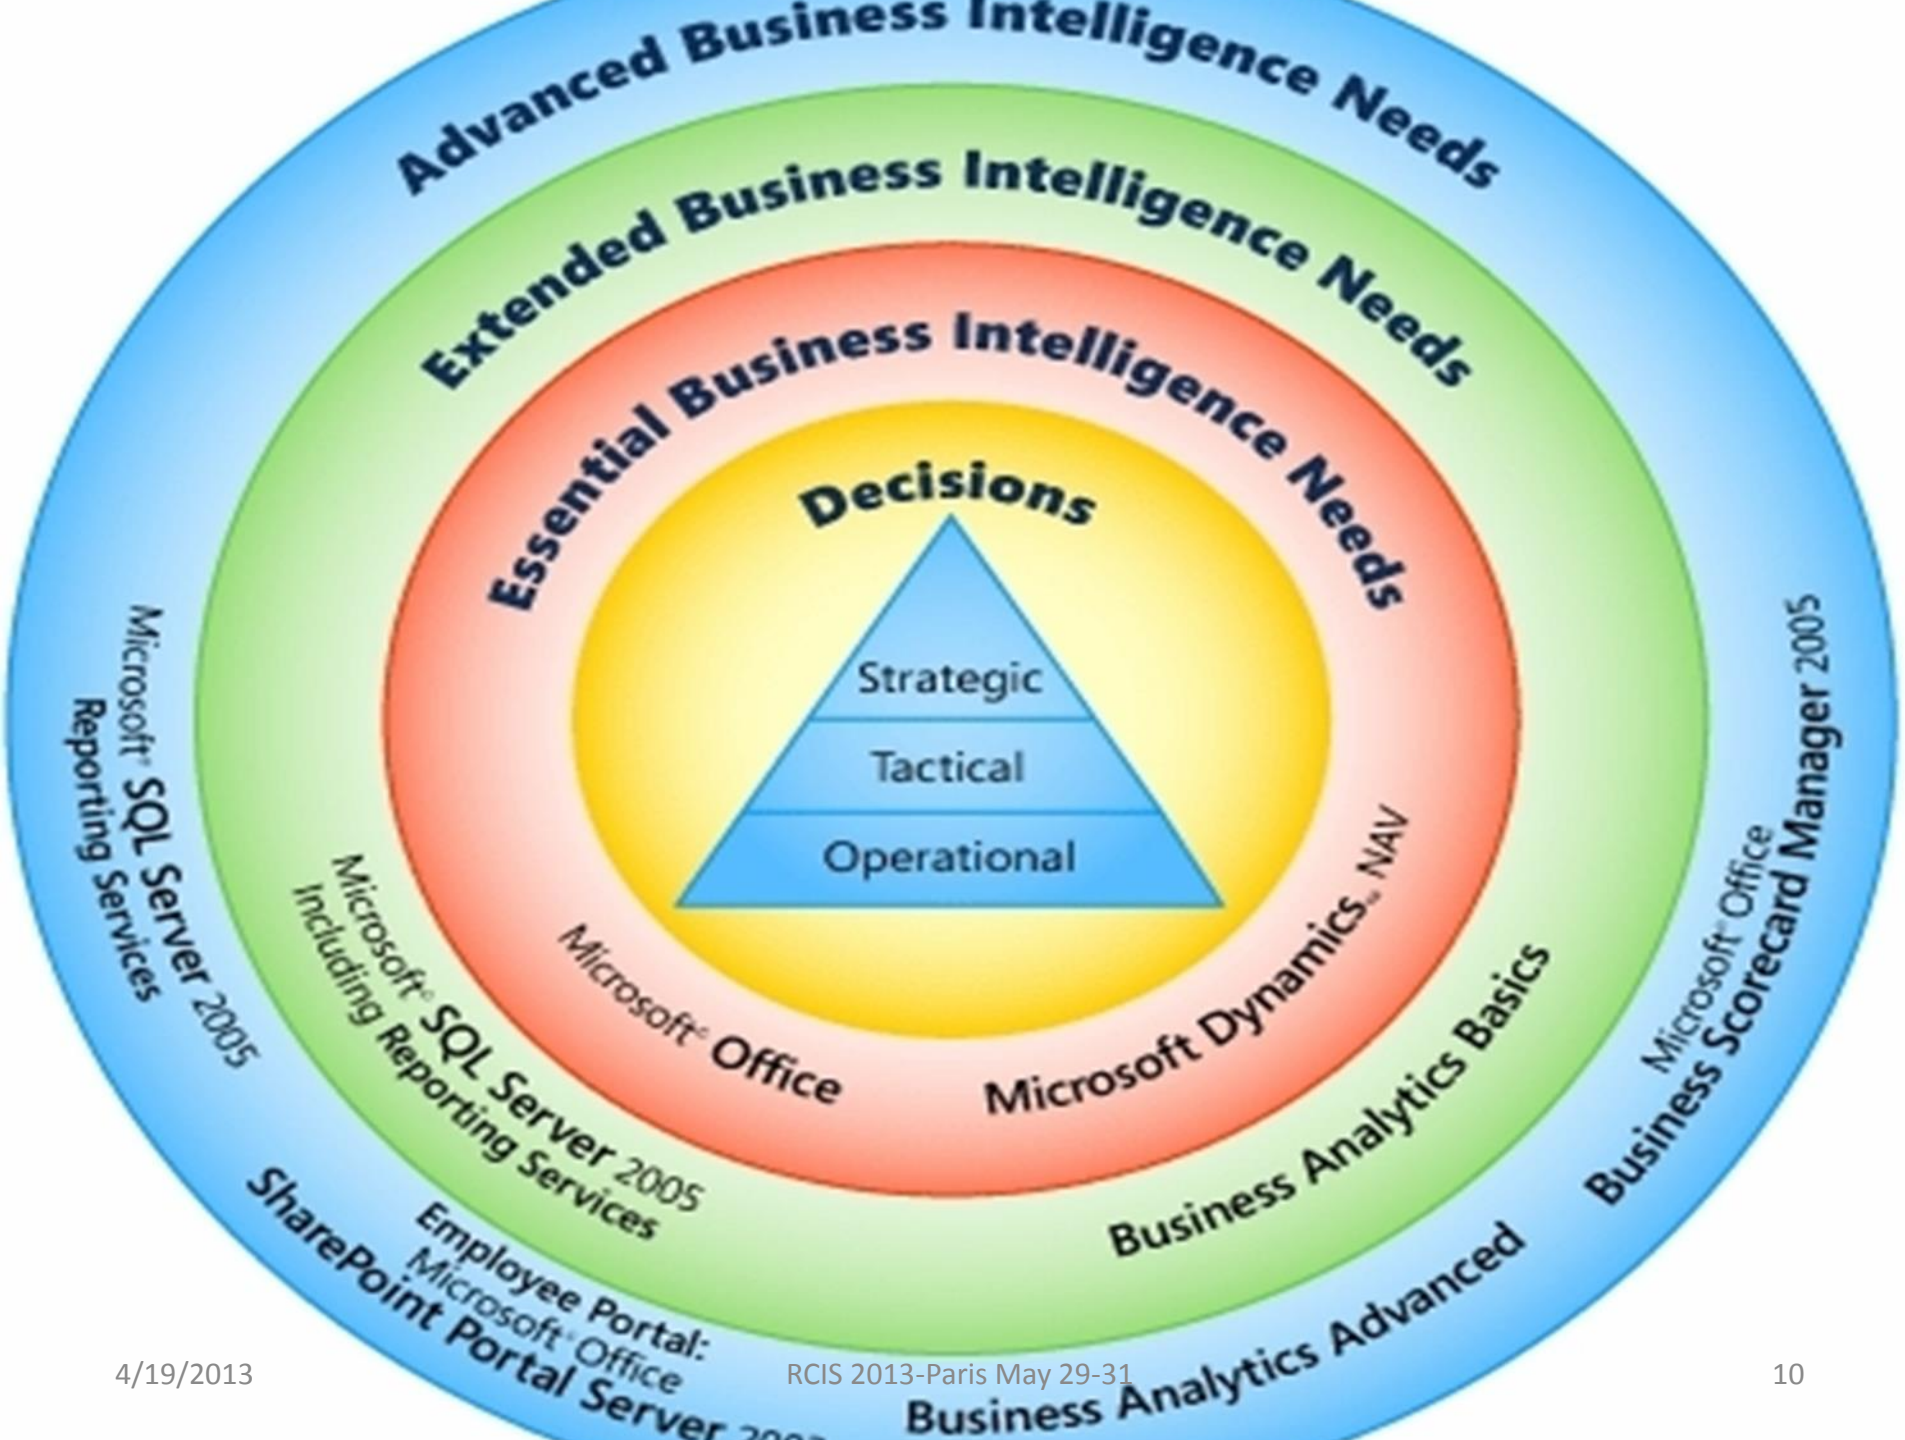 Advanced Business Intelligence Needs
Extended Business Intelligence Needs
Essential Business Intelligence Needs
Decisions
Strategic
Tactical
Operational
Microsoft® Office
Microsoft Dynamics™ NAV
Microsoft® SQL Server 2005
Including Reporting Services
Business Analytics Basics
Microsoft® SQL Server 2005
Reporting Services
Employee Portal:
Microsoft® Office
SharePoint Portal Server
Business Analytics Advanced
Microsoft® Office
Business Scorecard Manager 2005
4/19/2013
RCIS 2013-Paris May 29-31
10